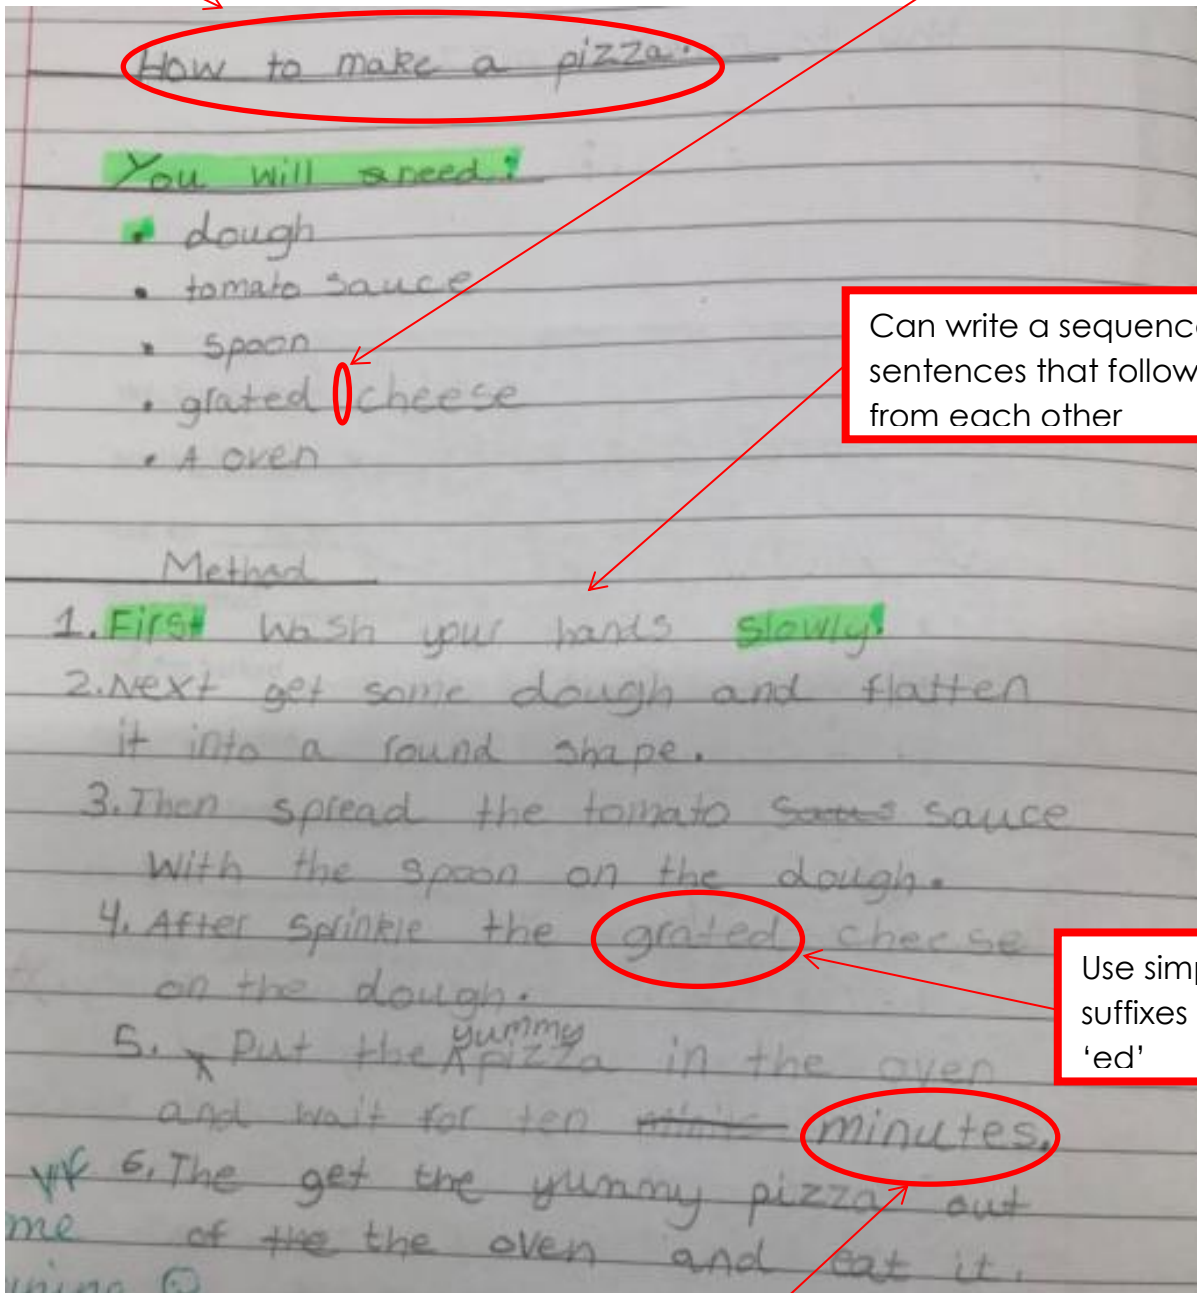 How to make a pizza.
You will need:
• dough
• tomato sauce
• spoon
• grated cheese
• A oven
Can write a sequence
sentences that follow
from each other
Method
1. First wash your hands slowly.
2. Next get some dough and flatten
it into a round shape.
3. Then spread the tomato sauce
With the spoon on the dough.
4. After sprinkle the grated cheese
on the dough.
Use simp
suffixes
'ed'
yummy
5. Put the ^ pizza in the oven
and wait for ten minutes.
6. The get the yummy pizza out
me
of the the oven and eat it.